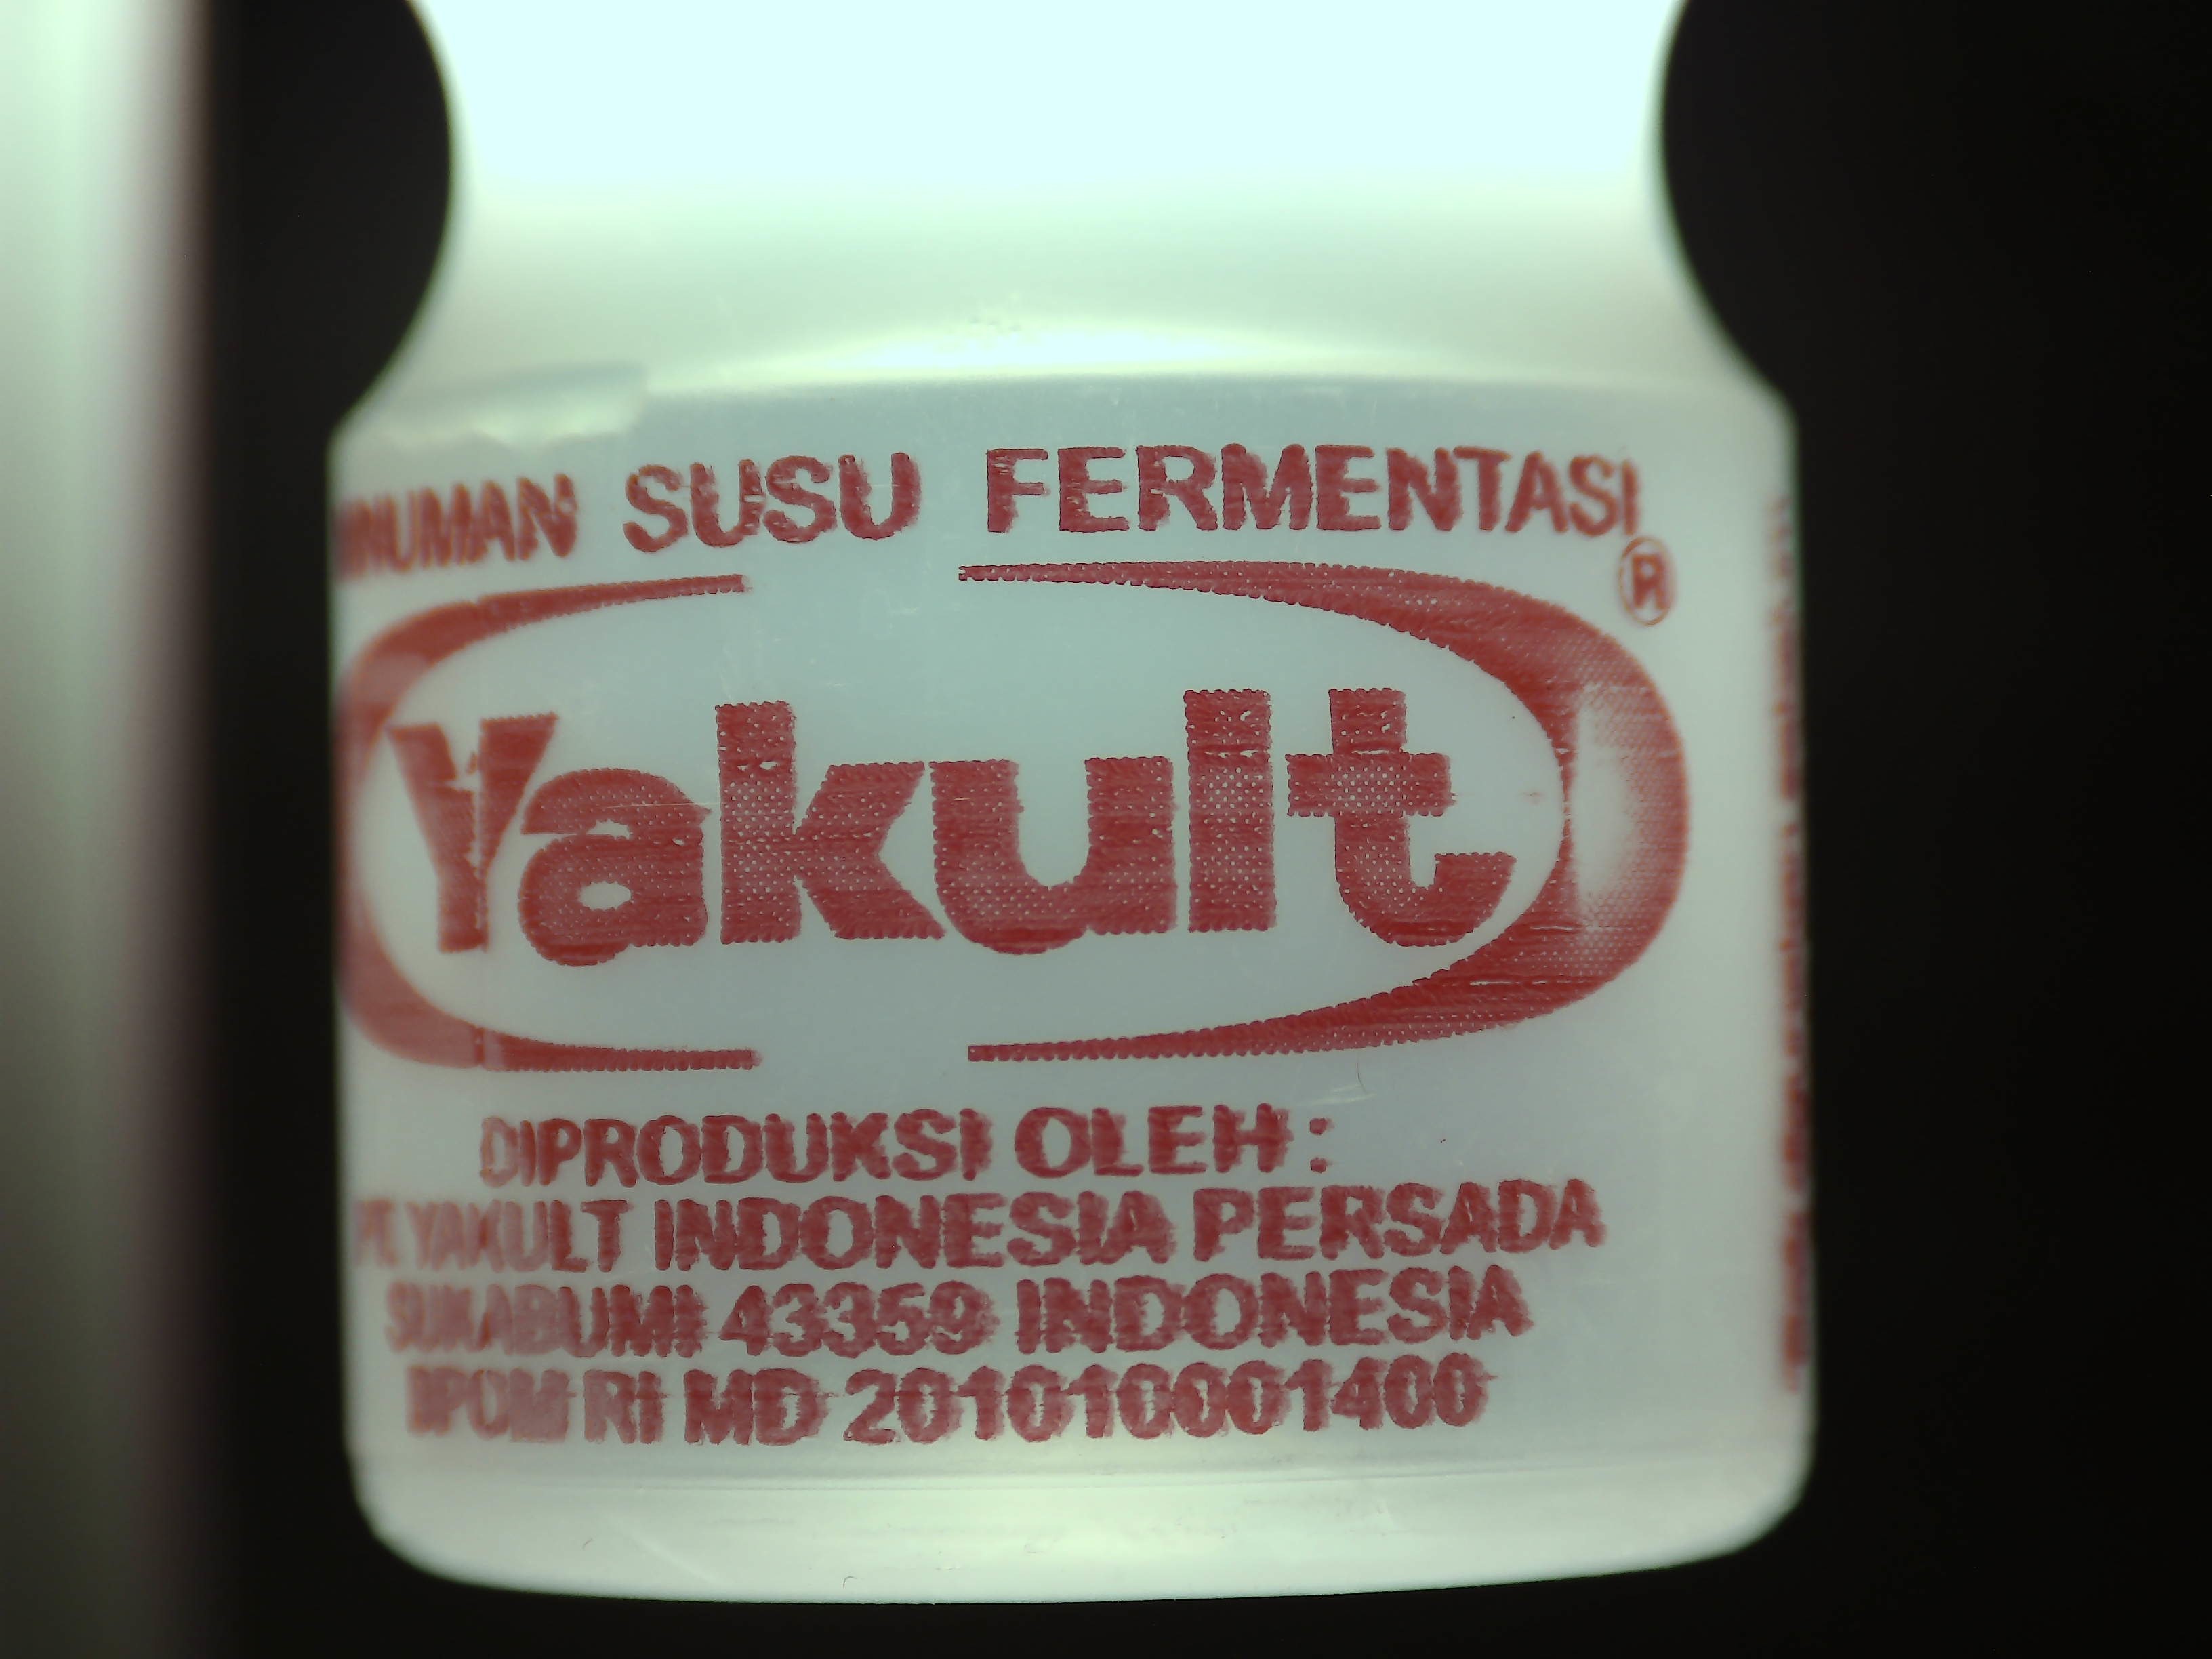 MINUMAN SUSU FERMENTASI
®
Yakult
DIPRODUKSI OLEH :
PT. YAKULT INDONESIA PERSADA
SUKABUMI 43359 INDONESIA
BPOM RI MD 201010001400